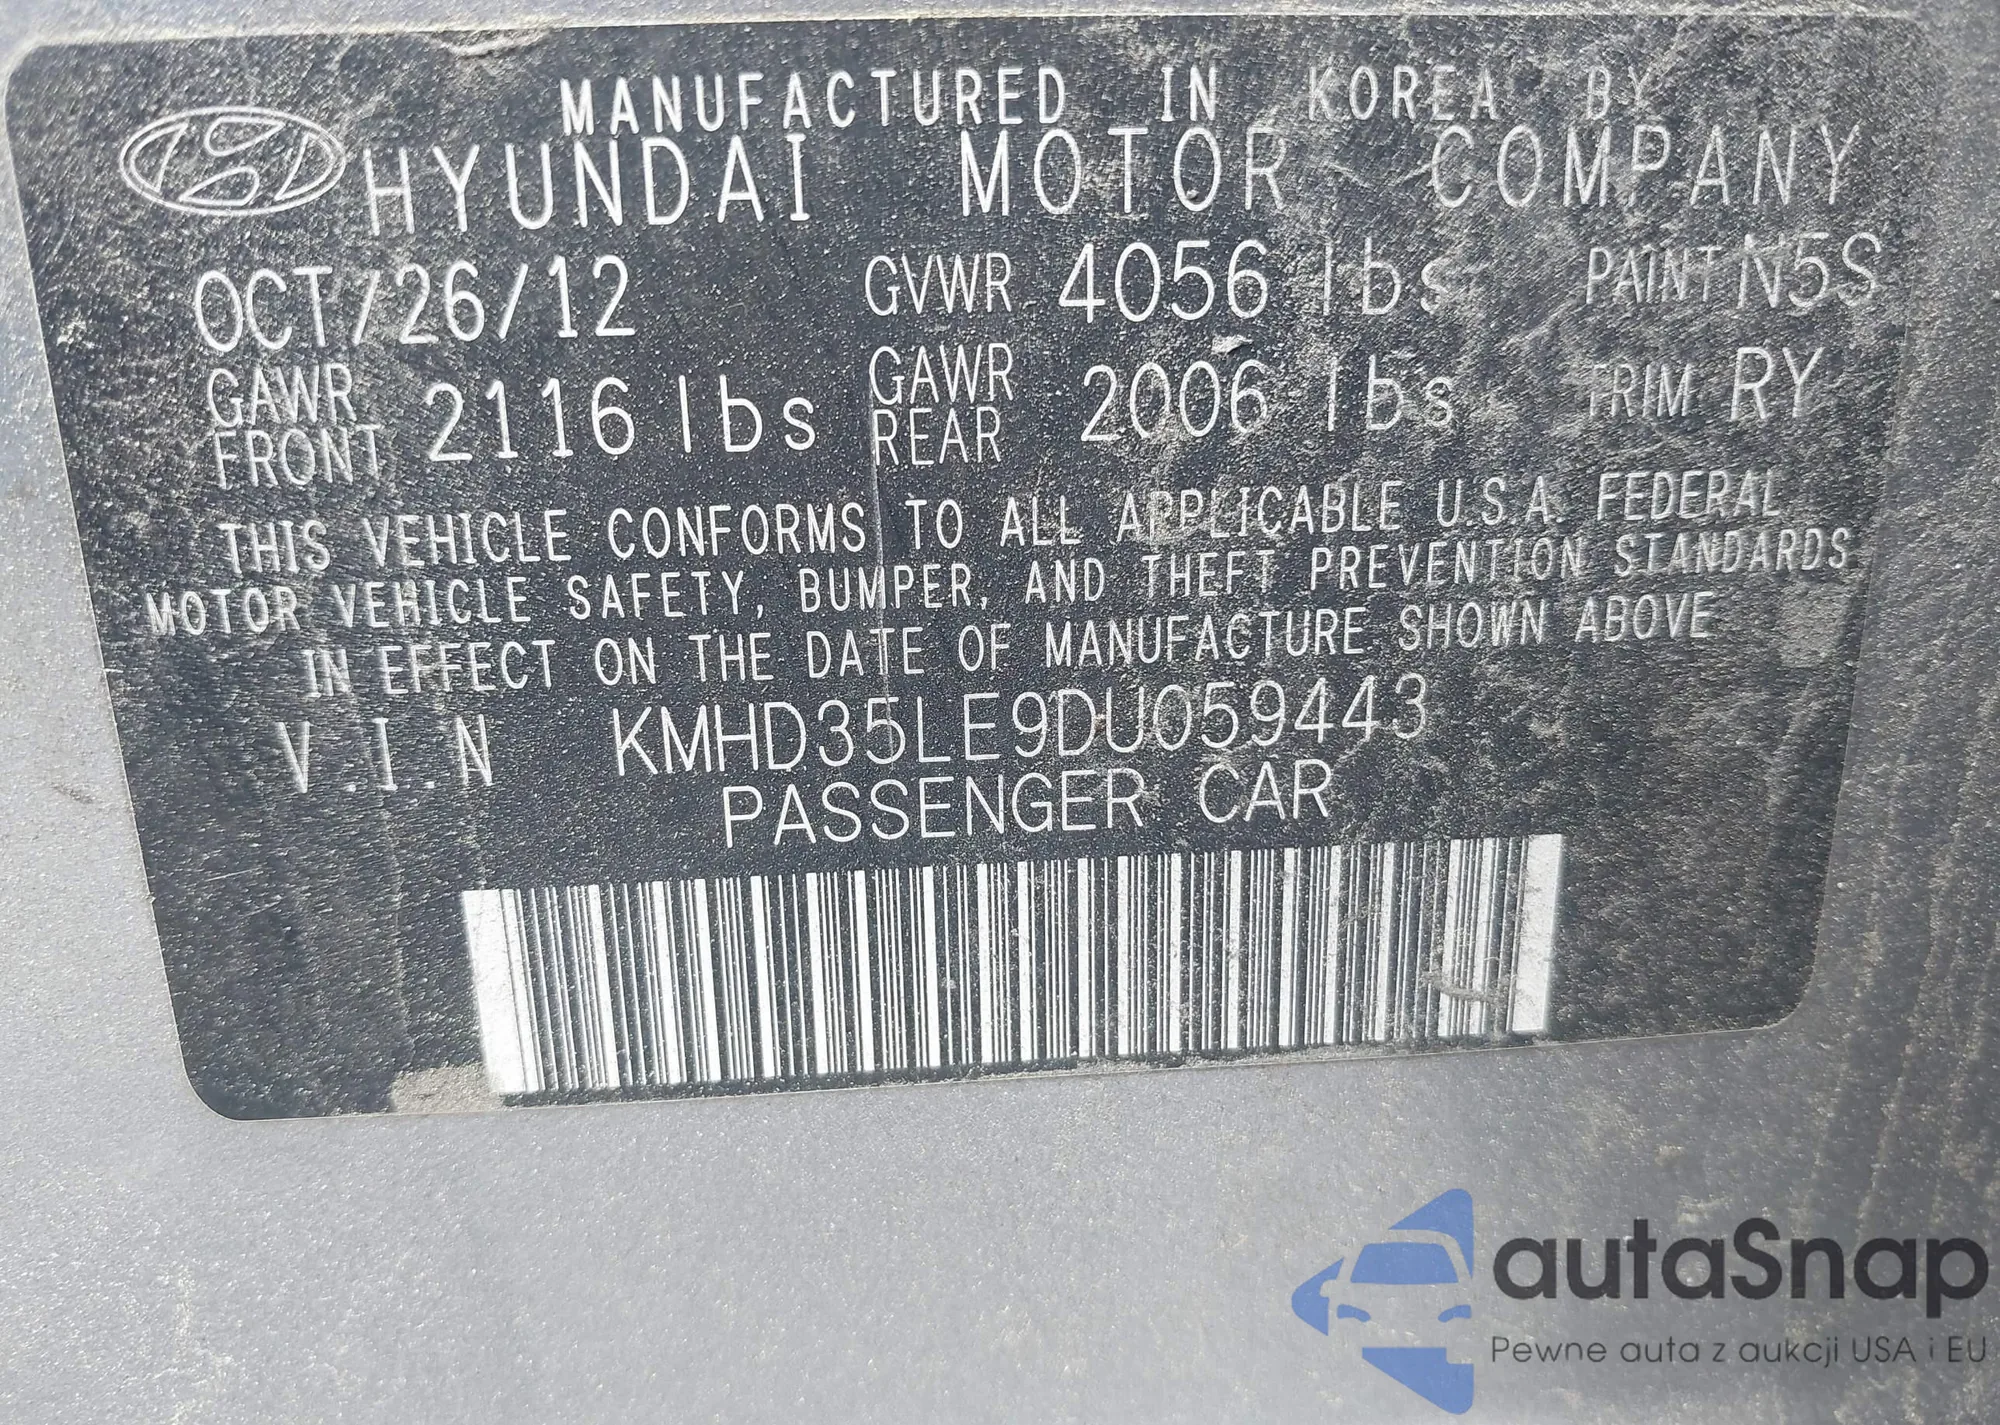 MANUFACTURED IN KOREA BY
HYUNDAI MOTOR COMPANY
OCT/26/12 GVWR 4056 lbs PAINT N5S
GAWR FRONT 2116 lbs GAWR REAR 2006 lbs TRIM RY
THIS VEHICLE CONFORMS TO ALL APPLICABLE U.S.A. FEDERAL
MOTOR VEHICLE SAFETY, BUMPER, AND THEFT PREVENTION STANDARDS
IN EFFECT ON THE DATE OF MANUFACTURE SHOWN ABOVE
V.I.N KMHD35LE9DU059443
PASSENGER CAR
autaSnap
Pewne auta z aukcji USA i EU